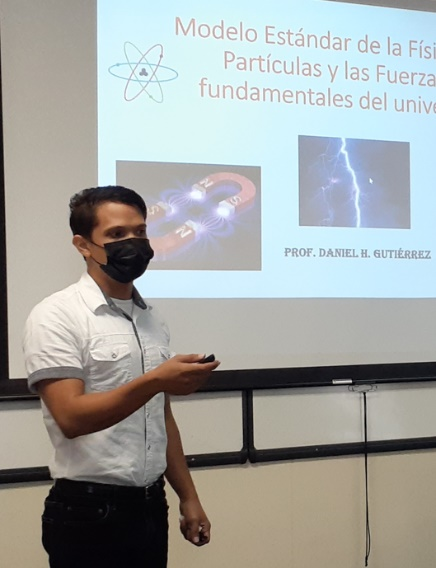 Modelo Estándar de la Físi
Partículas y las Fuerza
fundamentales del unive
PROF. DANIEL H. GUTIÉRREZ